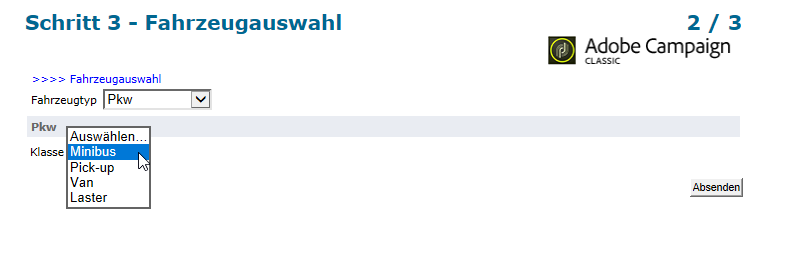 Schritt 3 - Fahrzeugauswahl 2 / 3
Adobe Campaign
CLASSIC
>>>> Fahrzeugauswahl
Fahrzeugtyp Pkw
Pkw
Auswählen...
Klasse Minibus
Pick-up
Van
Laster
Absenden